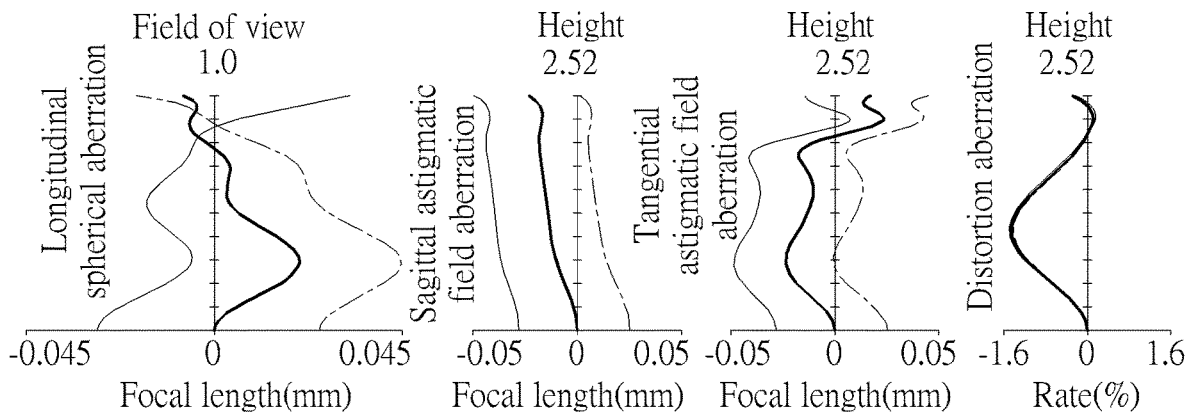 Field of view
1.0
Longitudinal
spherical aberration
-0.045
0
0.045
Focal length(mm)
Height
2.52
Sagittal astigmatic
field aberration
-0.05
0
0.05
Focal length(mm)
Height
2.52
Tangential
astigmatic field
aberration
-0.05
0
0.05
Focal length(mm)
Height
2.52
Distortion aberration
-1.6
0
1.6
Rate(%)